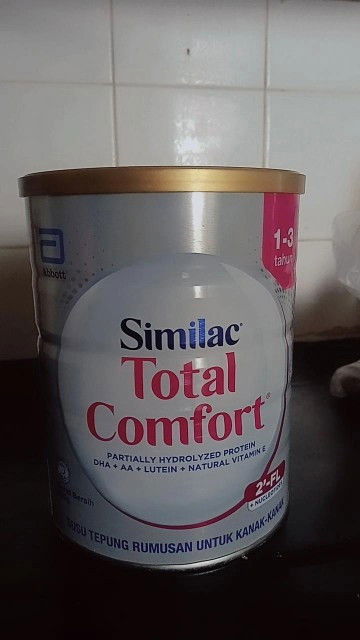 1-3
tahun
Abbott
Similac®
Total
Comfort®
PARTIALLY HYDROLYZED PROTEIN
DHA + AA + LUTEIN + NATURAL VITAMIN E
2'-FL
Bersih
SUSU TEPUNG RUMUSAN UNTUK KANAK-KANAK